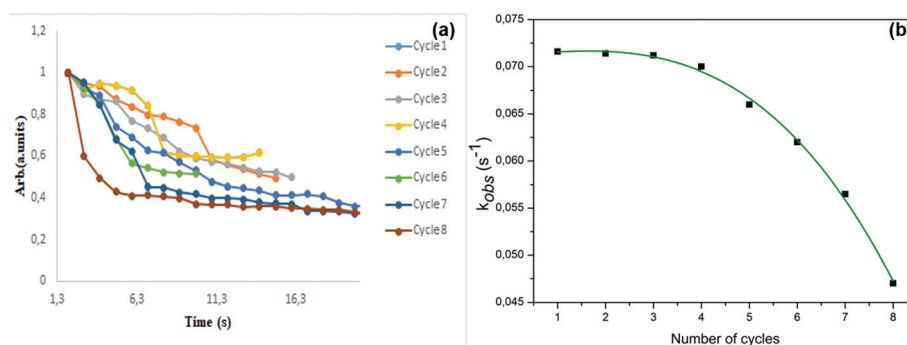 (a)
1,2
1
0,8
0,6
0,4
0,2
0
Arb.(a.units)
1,3
6,3
11,3
16,3
Time (s)
Cycle1
Cycle2
Cycle3
Cycle4
Cycle5
Cycle6
Cycle7
Cycle8
(b)
0,075
0,070
0,065
0,060
0,055
0,050
0,045
kobs (s⁻¹)
1 2 3 4 5 6 7 8
Number of cycles